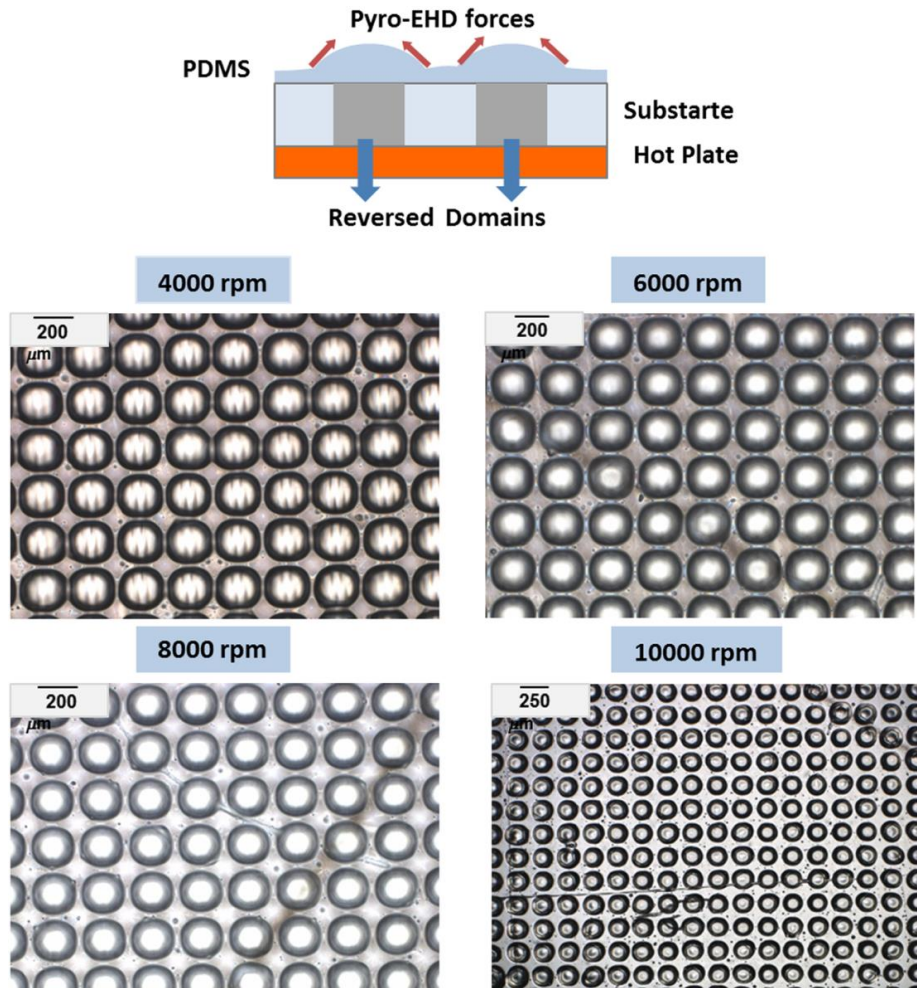 Pyro-EHD forces
PDMS
Substarte
Hot Plate
Reversed Domains
4000 rpm
6000 rpm
200
μm
200
μm
8000 rpm
10000 rpm
200
μm
250
μm